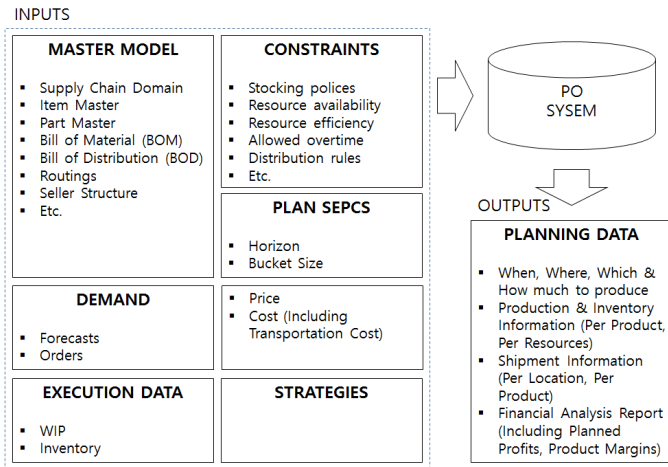 INPUTS
MASTER MODEL
▪ Supply Chain Domain
▪ Item Master
▪ Part Master
▪ Bill of Material (BOM)
▪ Bill of Distribution (BOD)
▪ Routings
▪ Seller Structure
▪ Etc.
CONSTRAINTS
▪ Stocking polices
▪ Resource availability
▪ Resource efficiency
▪ Allowed overtime
▪ Distribution rules
▪ Etc.
PLAN SEPCS
▪ Horizon
▪ Bucket Size
DEMAND
▪ Forecasts
▪ Orders
▪ Price
▪ Cost (Including
Transportation Cost)
EXECUTION DATA
▪ WIP
▪ Inventory
STRATEGIES
PO
SYSEM
OUTPUTS
PLANNING DATA
▪ When, Where, Which &
How much to produce
▪ Production & Inventory
Information (Per Product,
Per Resources)
▪ Shipment Information
(Per Location, Per
Product)
▪ Financial Analysis Report
(Including Planned
Profits, Product Margins)